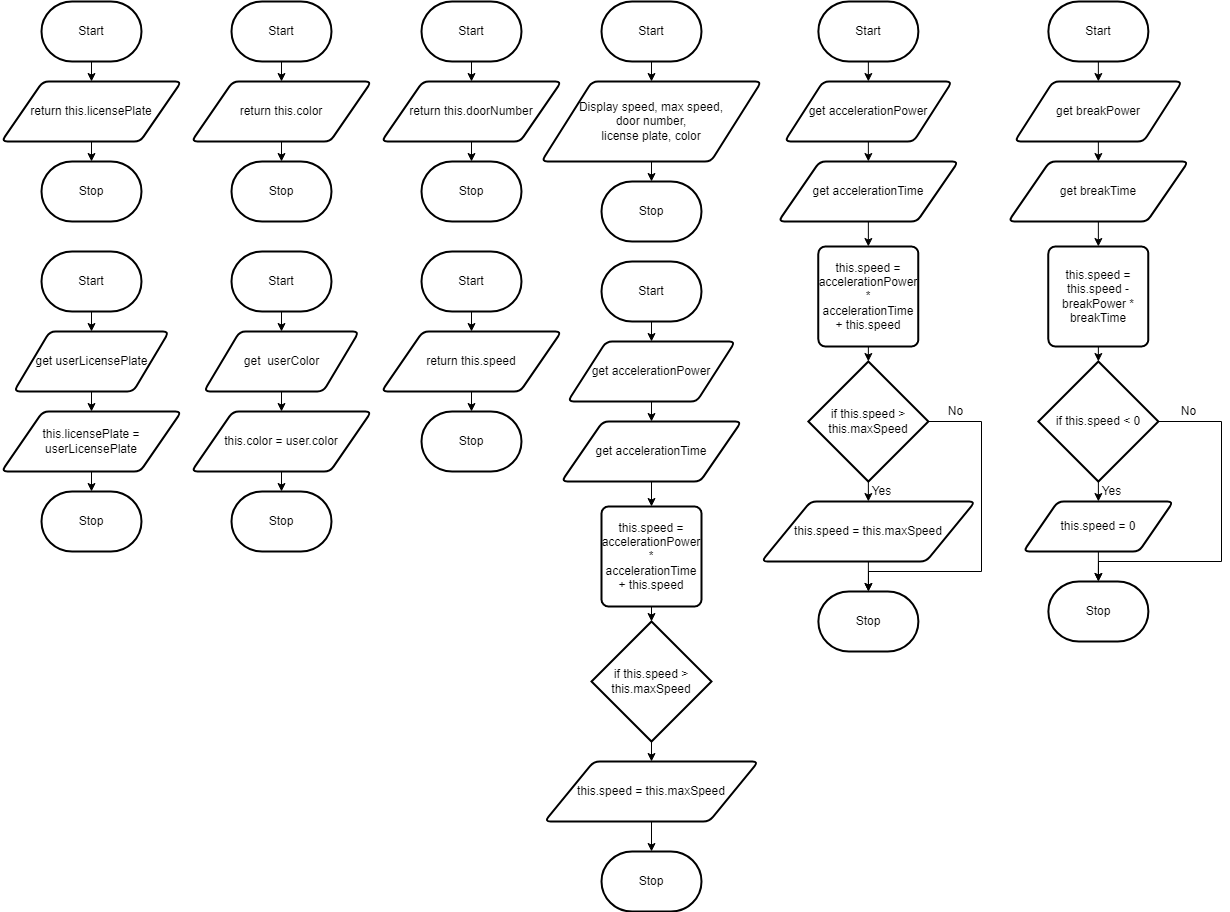 Start
return this.licensePlate
Stop
Start
return this.color
Stop
Start
return this.doorNumber
Stop
Start
Display speed, max speed,
door number,
license plate, color
Stop
Start
get accelerationPower
get accelerationTime
this.speed =
accelerationPower
*
accelerationTime
+ this.speed
if this.speed >
this.maxSpeed
No
Yes
this.speed = this.maxSpeed
Stop
Start
get breakPower
get breakTime
this.speed =
this.speed -
breakPower *
breakTime
if this.speed < 0
No
Yes
this.speed = 0
Stop
Start
get userLicensePlate
this.licensePlate =
userLicensePlate
Stop
Start
get  userColor
this.color = user.color
Stop
Start
return this.speed
Stop
Start
get accelerationPower
get accelerationTime
this.speed =
accelerationPower
*
accelerationTime
+ this.speed
if this.speed >
this.maxSpeed
this.speed = this.maxSpeed
Stop